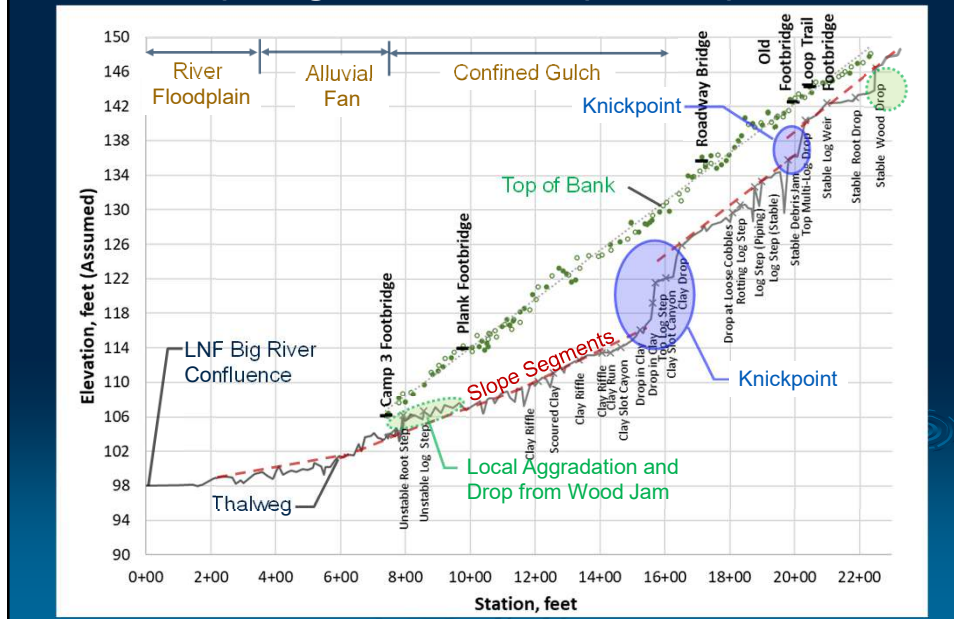 150
146
142
138
134
130
126
122
118
114
110
106
102
98
94
90
Elevation, feet (Assumed)
0+00
2+00
4+00
6+00
8+00
10+00
12+00
14+00
16+00
18+00
20+00
22+00
Station, feet
River
Floodplain
Alluvial
Fan
Confined Gulch
Knickpoint
Top of Bank
Camp 3 Footbridge
Plank Footbridge
Roadway Bridge
Old
Footbridge
Loop Trail
Footbridge
LNF Big River
Confluence
Thalweg
Slope Segments
Local Aggradation and
Drop from Wood Jam
Knickpoint
Unstable Root Step
Unstable Log Step
Clay Riffle
Scoured Clay
Clay Riffle
Clay Riffle
Clay Run
Clay Slot Cayon
Drop in Clay
Drop in Clay
Top Log Step
Clay Slot Canyon
Clay Drop
Drop at Loose Cobbles
Rotting Log Step
Log Step (Piping)
Log Step (Stable)
Stable Debris Jam
Top Multi-Log Drop
Stable Log Weir
Stable Root Drop
Stable Wood Drop